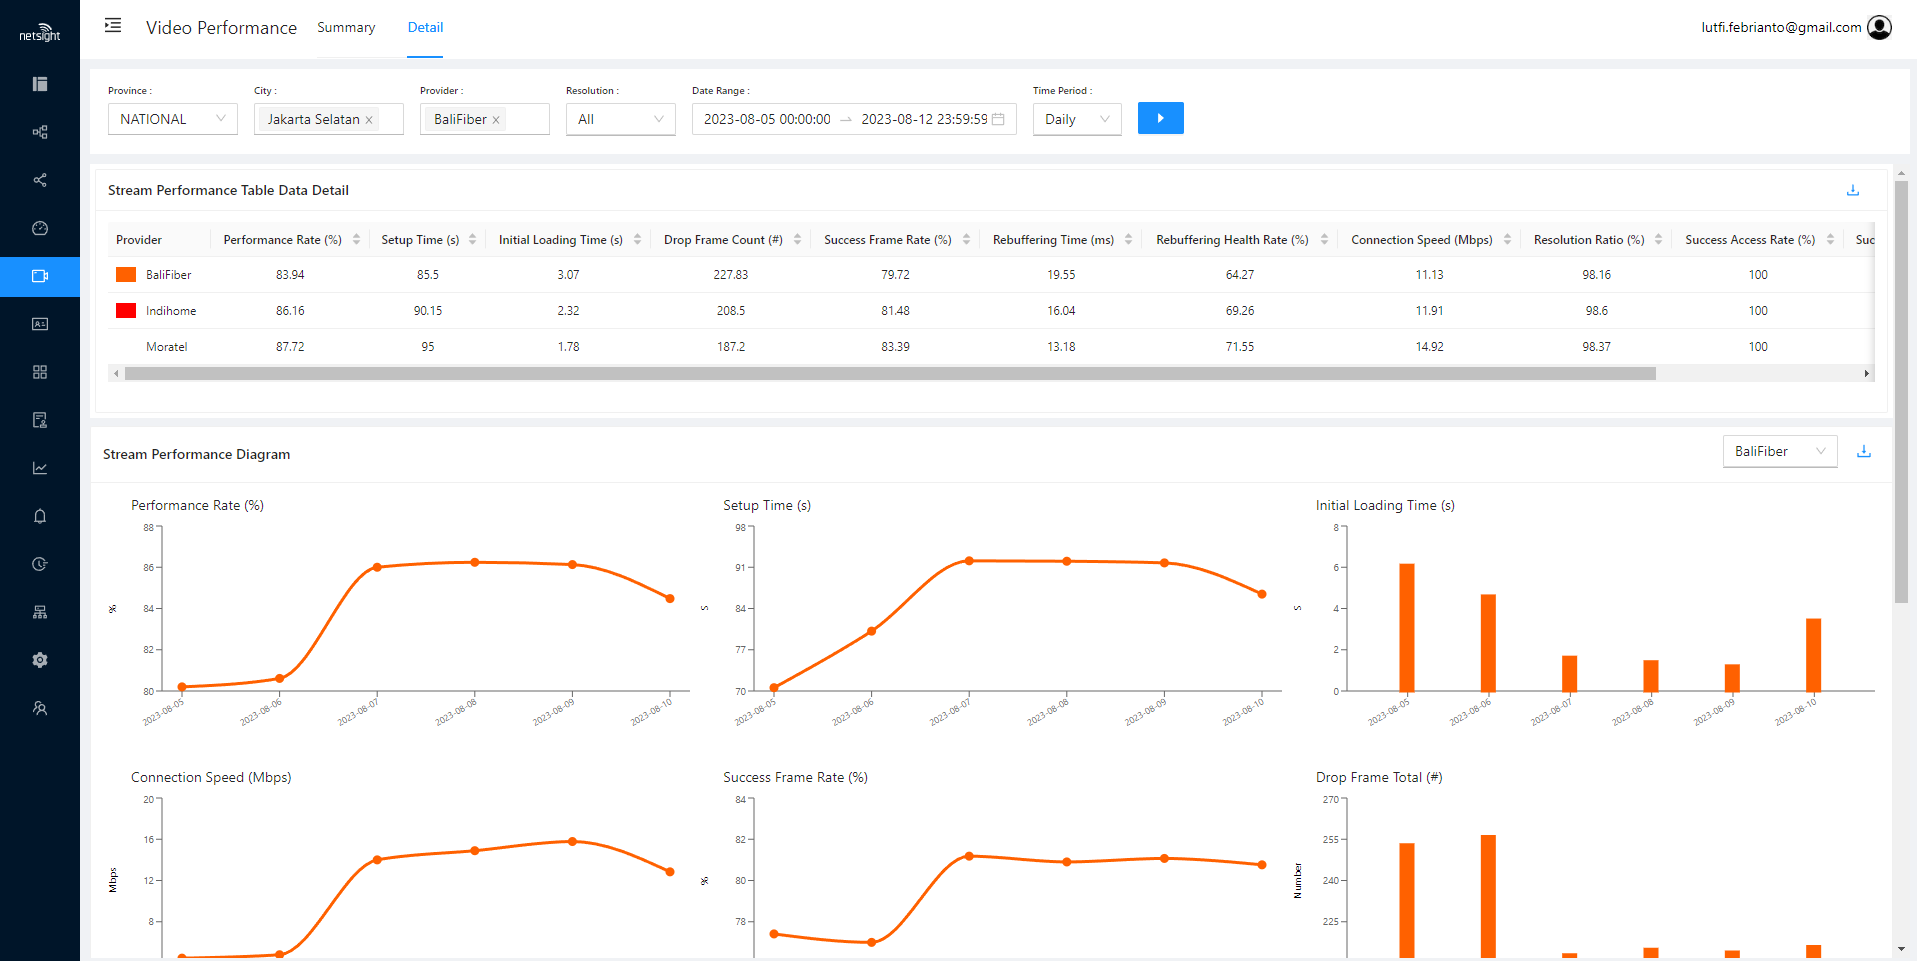 netsight
Video Performance Summary Detail lutfi.febrianto@gmail.com
Province : City : Provider : Resolution : Date Range : Time Period :
NATIONAL Jakarta Selatan BaliFiber All 2023-08-05 00:00:00 2023-08-12 23:59:59 Daily
Stream Performance Table Data Detail
Provider Performance Rate (%) Setup Time (s) Initial Loading Time (s) Drop Frame Count (#) Success Frame Rate (%) Rebuffering Time (ms) Rebuffering Health Rate (%) Connection Speed (Mbps) Resolution Ratio (%) Success Access Rate (%) Suc
BaliFiber 83.94 85.5 3.07 227.83 79.72 19.55 64.27 11.13 98.16 100
Indihome 86.16 90.15 2.32 208.5 81.48 16.04 69.26 11.91 98.6 100
Moratel 87.72 95 1.78 187.2 83.39 13.18 71.55 14.92 98.37 100
Stream Performance Diagram BaliFiber
Performance Rate (%)
88
86
84
82
80
%
2023-08-05 2023-08-06 2023-08-07 2023-08-08 2023-08-09 2023-08-10
Setup Time (s)
98
91
84
77
70
S
2023-08-05 2023-08-06 2023-08-07 2023-08-08 2023-08-09 2023-08-10
Initial Loading Time (s)
8
6
4
2
0
S
2023-08-05 2023-08-06 2023-08-07 2023-08-08 2023-08-09 2023-08-10
Connection Speed (Mbps)
20
16
12
8
Mbps
Success Frame Rate (%)
84
82
80
78
%
Drop Frame Total (#)
270
255
240
225
Number